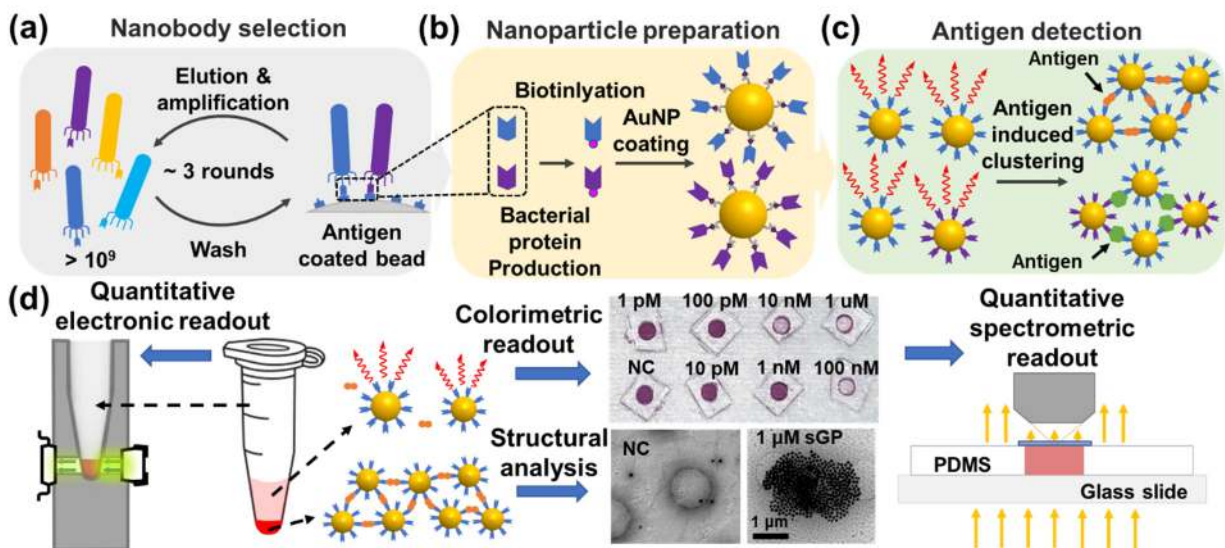 (a) Nanobody selection
Elution &
amplification
~ 3 rounds
Wash
> 10⁹
Antigen
coated bead
(b) Nanoparticle preparation
Biotinlyation
AuNP
coating
Bacterial
protein
Production
(c) Antigen detection
Antigen
Antigen
induced
clustering
Antigen
(d) Quantitative
electronic readout
Colorimetric
readout
Structural
analysis
1 pM 100 pM 10 nM 1 uM
NC 10 pM 1 nM 100 nM
NC
1 µM sGP
1 µm
Quantitative
spectrometric
readout
PDMS
Glass slide